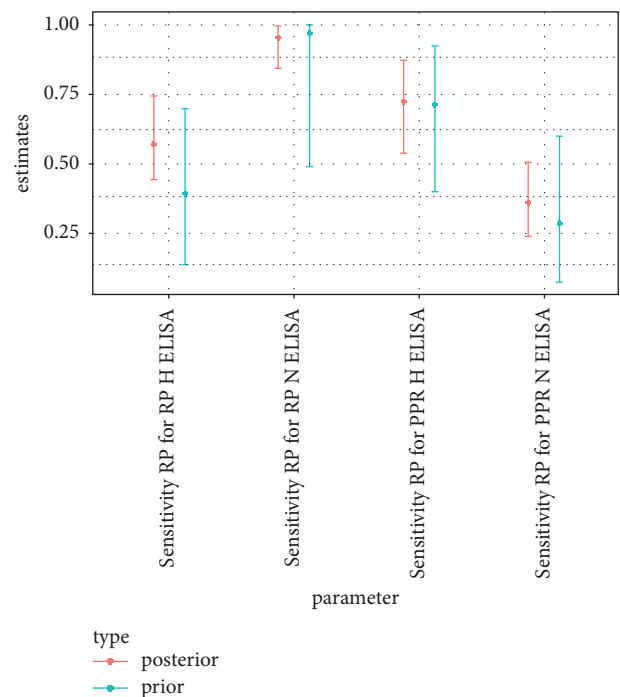 estimates
1.00
0.75
0.50
0.25
Sensitivity RP for RP H ELISA
Sensitivity RP for RP N ELISA
Sensitivity RP for PPR H ELISA
Sensitivity RP for PPR N ELISA
parameter
type
posterior
prior